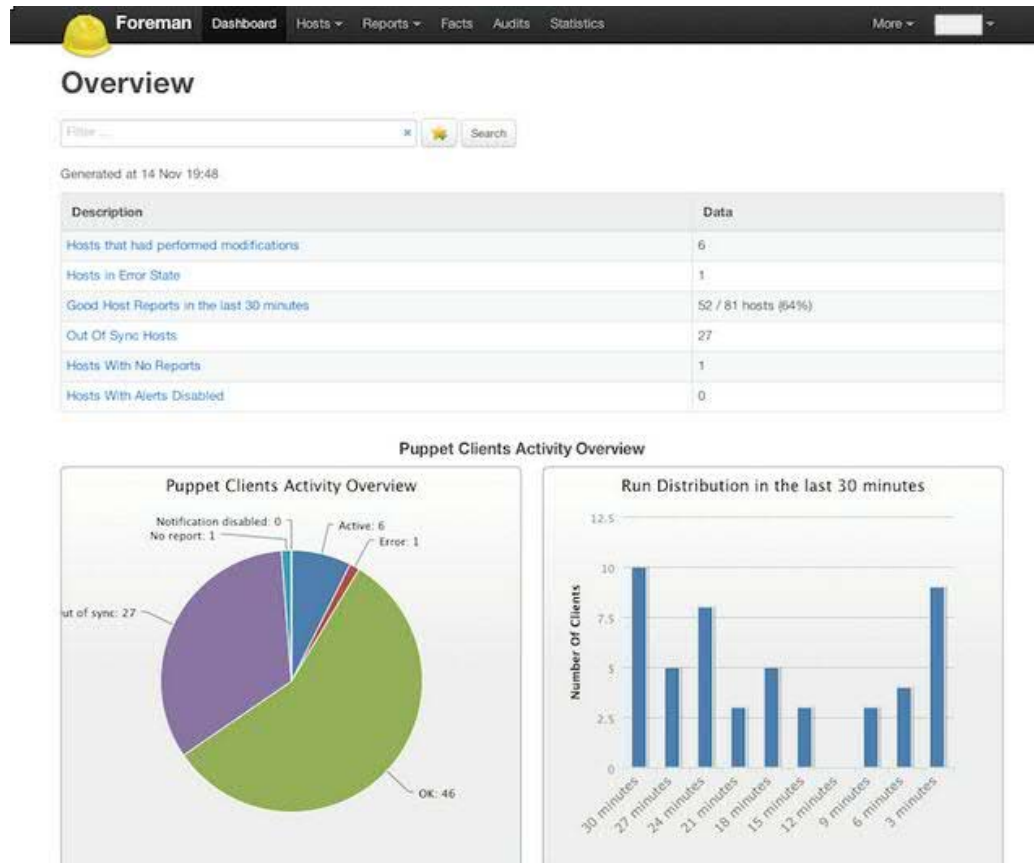 Foreman Dashboard Hosts Reports Facts Audits Statistics More
Overview
Filter ...
Search
Generated at 14 Nov 19:48
Description Data
Hosts that had performed modifications 6
Hosts in Error State 1
Good Host Reports in the last 30 minutes 52 / 81 hosts (64%)
Out Of Sync Hosts 27
Hosts With No Reports 1
Hosts With Alerts Disabled 0
Puppet Clients Activity Overview
Puppet Clients Activity Overview
Notification disabled: 0
Active: 6
No report: 1
Error: 1
ut of sync: 27
OK: 46
Run Distribution in the last 30 minutes
Number Of Clients
12.5
10
7.5
5
2.5
0
30 minutes
27 minutes
24 minutes
21 minutes
18 minutes
15 minutes
12 minutes
9 minutes
6 minutes
3 minutes